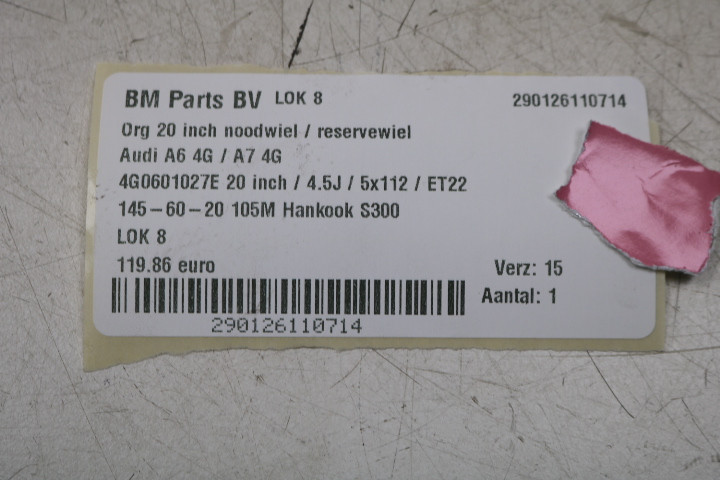 BM Parts BV LOK 8 290126110714
Org 20 inch noodwiel / reservewiel
Audi A6 4G / A7 4G
4G0601027E 20 inch / 4.5J / 5x112 / ET22
145-60-20 105M Hankook S300
LOK 8
119.86 euro Verz: 15
Aantal: 1
290126110714